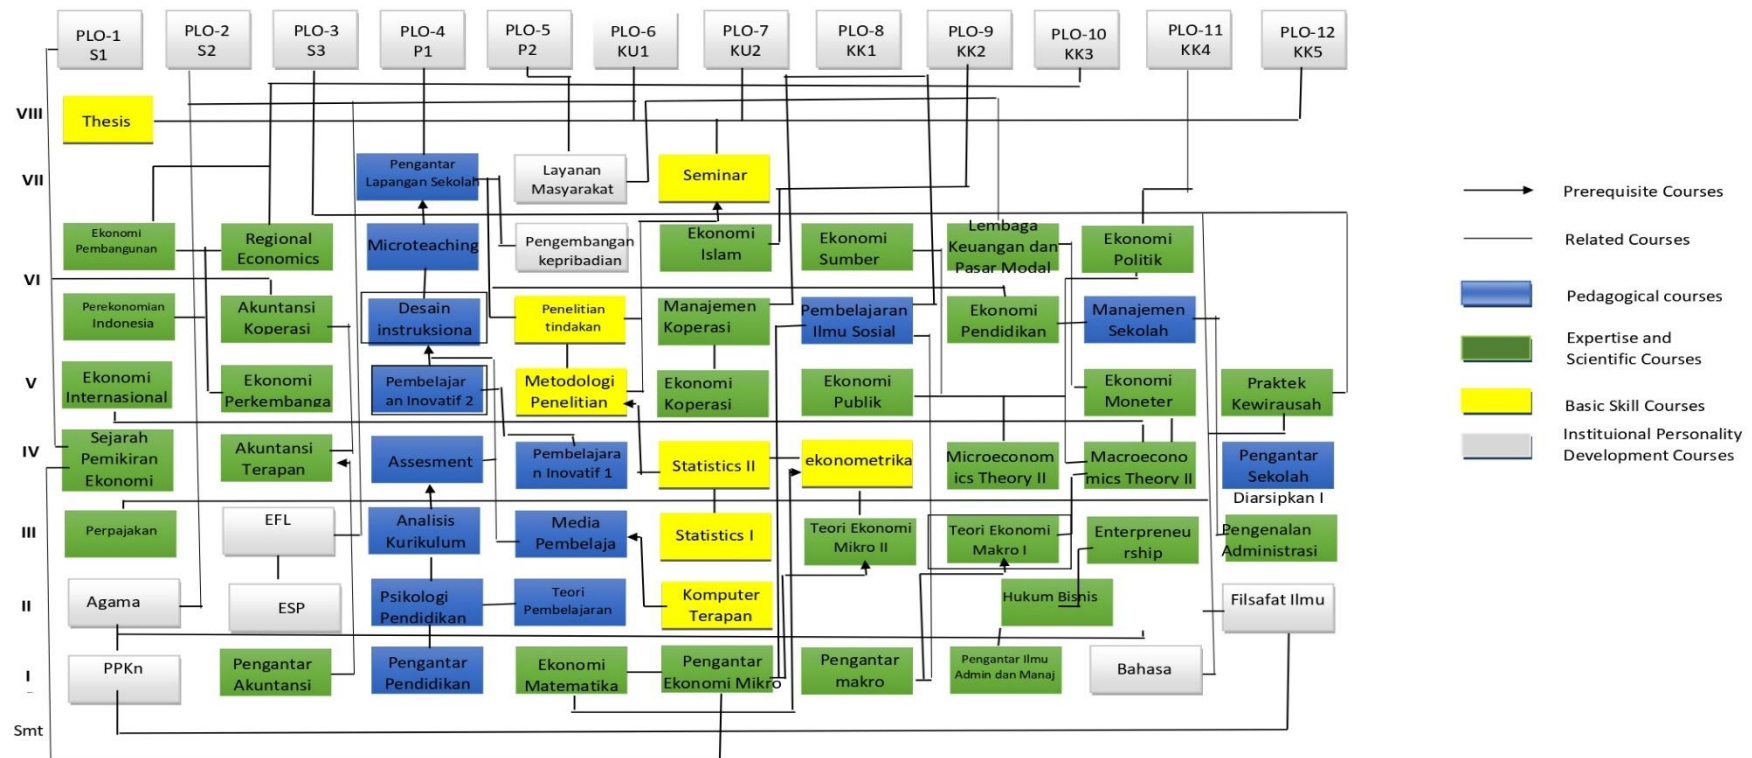 PLO-1
S1
PLO-2
S2
PLO-3
S3
PLO-4
P1
PLO-5
P2
PLO-6
KU1
PLO-7
KU2
PLO-8
KK1
PLO-9
KK2
PLO-10
KK3
PLO-11
KK4
PLO-12
KK5
VIII
Thesis
VII
Pengantar
Lapangan Sekolah
Layanan
Masyarakat
Seminar
Ekonomi
Pembangunan
Regional
Economics
Microteaching
Pengembangan
kepribadian
Ekonomi
Islam
Ekonomi
Sumber
Lembaga
Keuangan dan
Pasar Modal
Ekonomi
Politik
VI
Perekonomian
Indonesia
Akuntansi
Koperasi
Desain
instruksiona
Penelitian
tindakan
Manajemen
Koperasi
Pembelajaran
Ilmu Sosial
Ekonomi
Pendidikan
Manajemen
Sekolah
V
Ekonomi
Internasional
Ekonomi
Perkembanga
Pembelajar
an Inovatif 2
Metodologi
Penelitian
Ekonomi
Koperasi
Ekonomi
Publik
Ekonomi
Moneter
Praktek
Kewirausah
IV
Sejarah
Pemikiran
Ekonomi
Akuntansi
Terapan
Assesment
Pembelajara
n Inovatif 1
Statistics II
ekonometrika
Microeconom
ics Theory II
Macroecono
mics Theory II
Pengantar
Sekolah
Diarsipkan I
III
Perpajakan
EFL
Analisis
Kurikulum
Media
Pembelaja
Statistics I
Teori Ekonomi
Mikro II
Teori Ekonomi
Makro I
Enterpreneu
rship
Pengenalan
Administrasi
II
Agama
ESP
Psikologi
Pendidikan
Teori
Pembelajaran
Komputer
Terapan
Hukum Bisnis
Filsafat Ilmu
I
PPKn
Pengantar
Akuntansi
Pengantar
Pendidikan
Ekonomi
Matematika
Pengantar
Ekonomi Mikro
Pengantar
makro
Pengantar Ilmu
Admin dan Manaj
Bahasa
Smt
Prerequisite Courses
Related Courses
Pedagogical courses
Expertise and
Scientific Courses
Basic Skill Courses
Instituional Personality
Development Courses